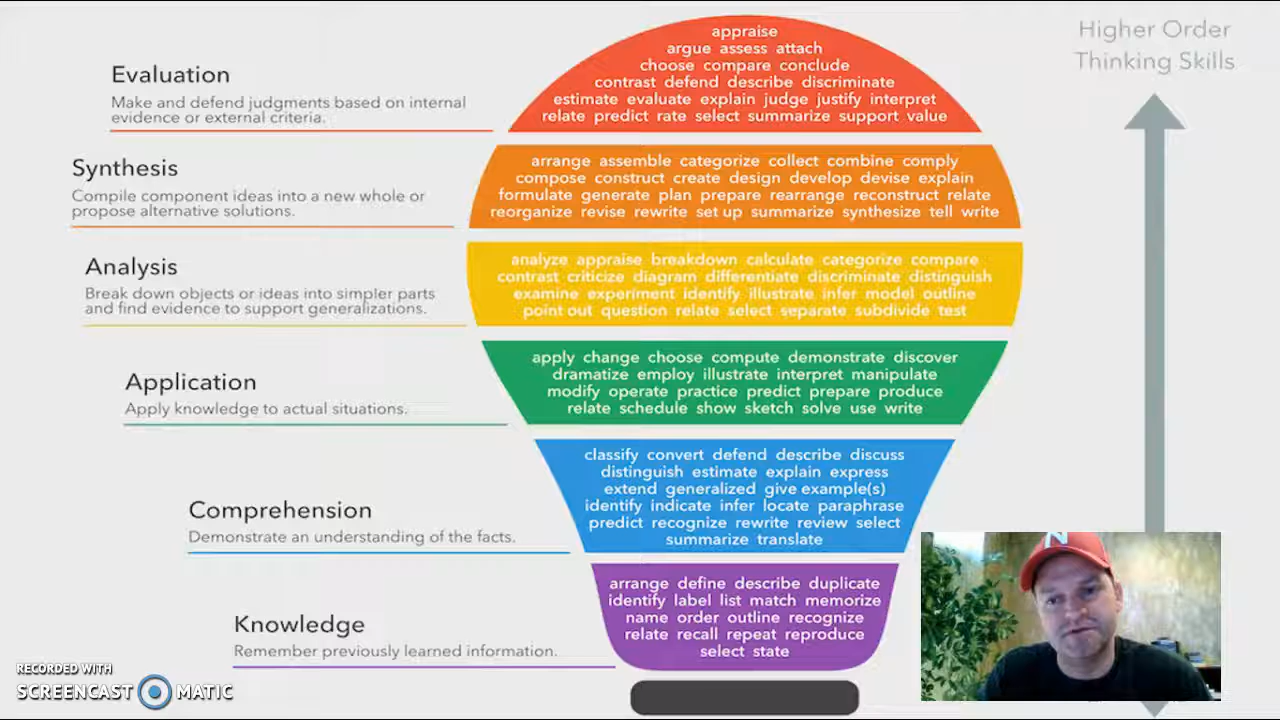 Higher Order
Thinking Skills
Evaluation
Make and defend judgments based on internal
evidence or external criteria.
appraise
argue assess attach
choose compare conclude
contrast defend describe discriminate
estimate evaluate explain judge justify interpret
relate predict rate select summarize support value
Synthesis
Compile component ideas into a new whole or
propose alternative solutions.
arrange assemble categorize collect combine comply
compose construct create design develop devise explain
formulate generate plan prepare rearrange reconstruct relate
reorganize revise rewrite set up summarize synthesize tell write
Analysis
Break down objects or ideas into simpler parts
and find evidence to support generalizations.
analyze appraise breakdown calculate categorize compare
contrast criticize diagram differentiate discriminate distinguish
examine experiment identify illustrate infer model outline
point out question relate select separate subdivide test
Application
Apply knowledge to actual situations.
apply change choose compute demonstrate discover
dramatize employ illustrate interpret manipulate
modify operate practice predict prepare produce
relate schedule show sketch solve use write
Comprehension
Demonstrate an understanding of the facts.
classify convert defend describe discuss
distinguish estimate explain express
extend generalized give example(s)
identify indicate infer locate paraphrase
predict recognize rewrite review select
summarize translate
Knowledge
Remember previously learned information.
arrange define describe duplicate
identify label list match memorize
name order outline recognize
relate recall repeat reproduce
select state
N
RECORDED WITH
SCREENCAST MATIC